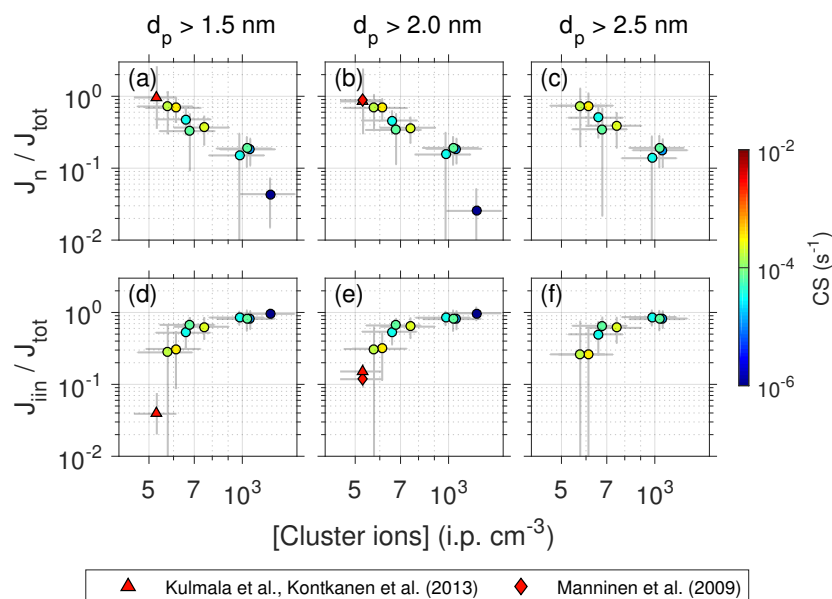 d_p > 1.5 nm d_p > 2.0 nm d_p > 2.5 nm
(a) (b) (c)
10^0
10^-1
10^-2
J_n / J_tot
(d) (e) (f)
10^0
10^-1
10^-2
J_iin / J_tot
5 7 10^3 5 7 10^3 5 7 10^3
[Cluster ions] (i.p. cm^-3)
10^-2
10^-4
10^-6
CS (s^-1)
Kulmala et al., Kontkanen et al. (2013) Manninen et al. (2009)